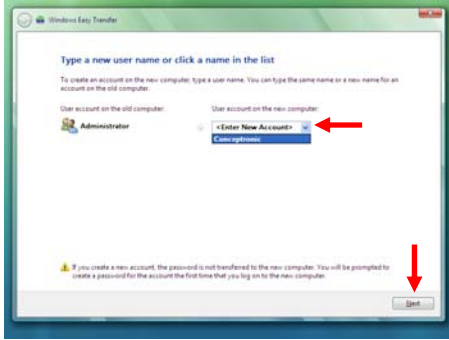 Windows Easy Transfer
Type a new user name or click a name in the list
To create an account on the new computer, type a user name. You can type the same name or a new name for an
account on the old computer.
User account on the old computer:
User account on the new computer:
Administrator
<Enter New Account>
Conceptronic
If you create a new account, the password is not transferred to the new computer. You will be prompted to
create a password for the account the first time that you log on to the new computer.
Next